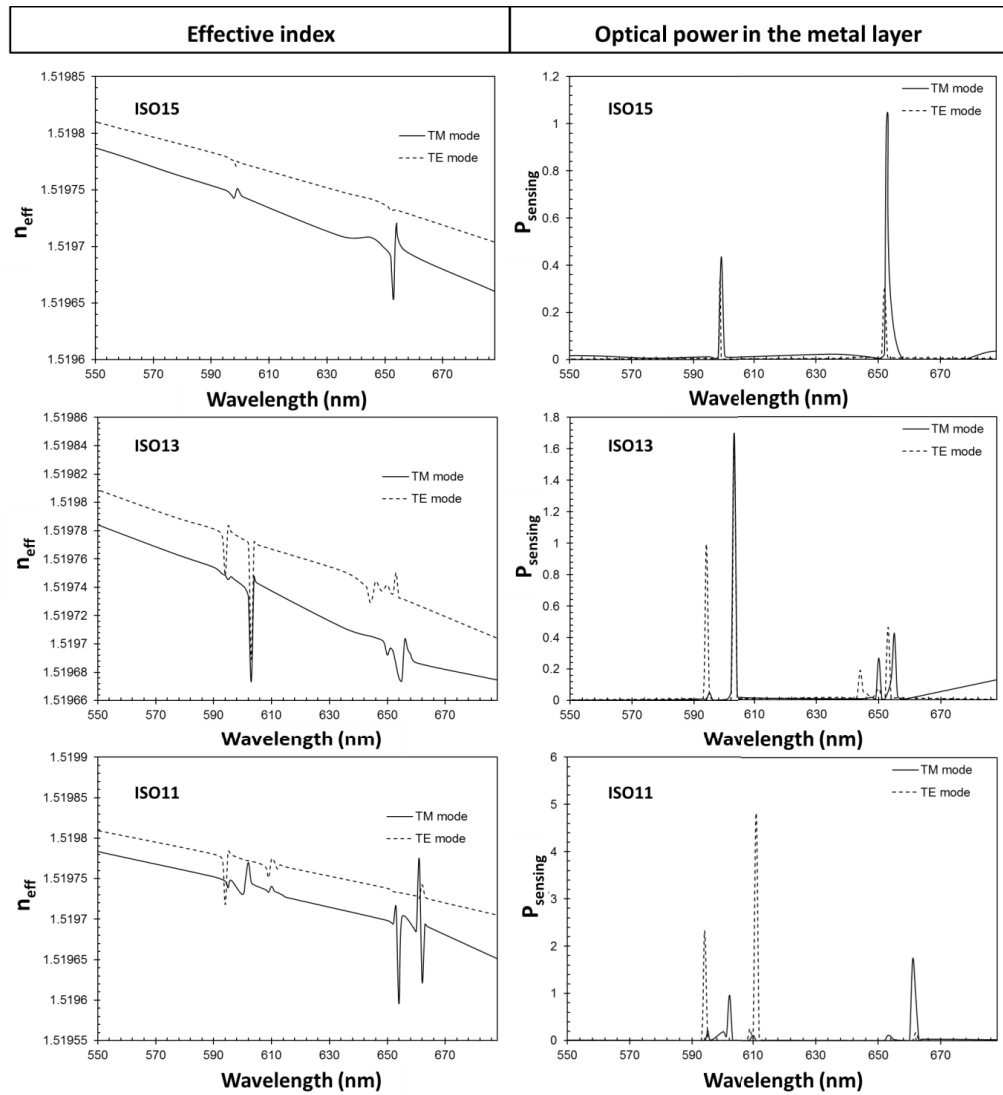 Effective index
Optical power in the metal layer
1.51985
1.5198
1.51975
1.5197
1.51965
1.5196
ISO15
TM mode
TE mode
neff
550 570 590 610 630 650 670
Wavelength (nm)
1.2
1
0.8
0.6
0.4
0.2
0
ISO15
TM mode
TE mode
Psensing
550 570 590 610 630 650 670
Wavelength (nm)
1.51986
1.51984
1.51982
1.5198
1.51978
1.51976
1.51974
1.51972
1.5197
1.51968
1.51966
ISO13
TM mode
TE mode
neff
550 570 590 610 630 650 670
Wavelength (nm)
1.8
1.6
1.4
1.2
1
0.8
0.6
0.4
0.2
0
ISO13
TM mode
TE mode
Psensing
550 570 590 610 630 650 670
Wavelength (nm)
1.5199
1.51985
1.5198
1.51975
1.5197
1.51965
1.5196
1.51955
ISO11
TM mode
TE mode
neff
550 570 590 610 630 650 670
Wavelength (nm)
6
5
4
3
2
1
0
ISO11
TM mode
TE mode
Psensing
550 570 590 610 630 650 670
Wavelength (nm)